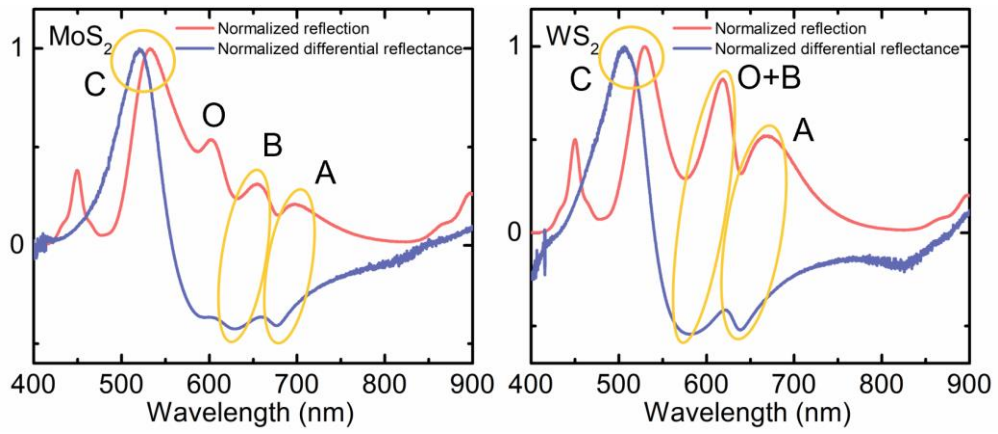 MoS2
Normalized reflection
Normalized differential reflectance
C
O
B
A
1
0
400 500 600 700 800 900
Wavelength (nm)
WS2
Normalized reflection
Normalized differential reflectance
C
O+B
A
1
0
400 500 600 700 800 900
Wavelength (nm)